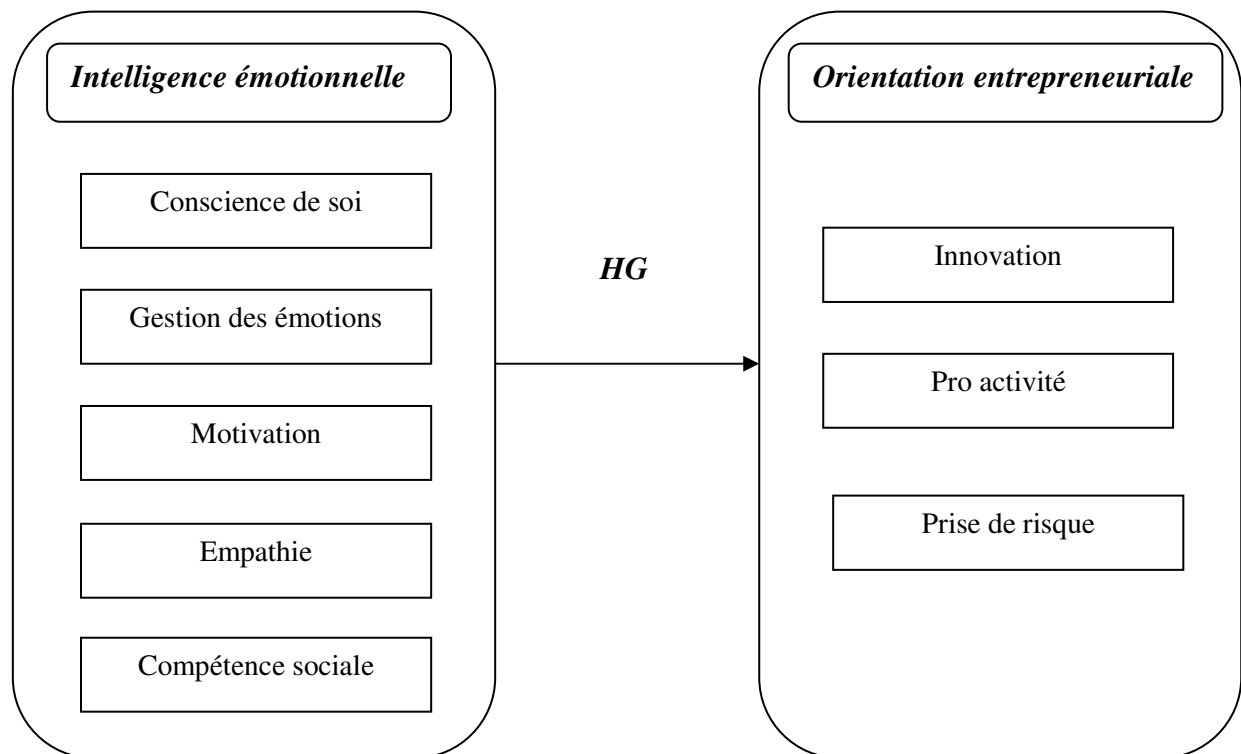 Intelligence émotionnelle
Conscience de soi
Gestion des émotions
Motivation
Empathie
Compétence sociale
HG
Orientation entrepreneuriale
Innovation
Pro activité
Prise de risque